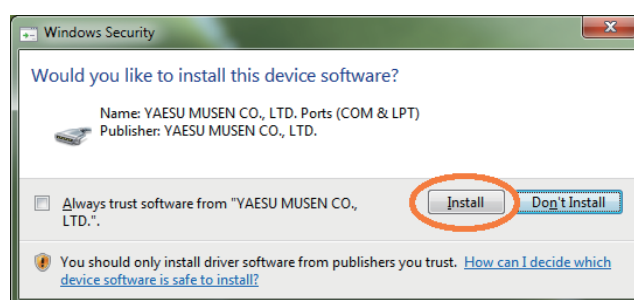 Windows Security
Would you like to install this device software?
Name: YAESU MUSEN CO., LTD. Ports (COM & LPT)
Publisher: YAESU MUSEN CO., LTD.
Always trust software from "YAESU MUSEN CO.,
LTD.".
Install
Don't Install
You should only install driver software from publishers you trust. How can I decide which
device software is safe to install?